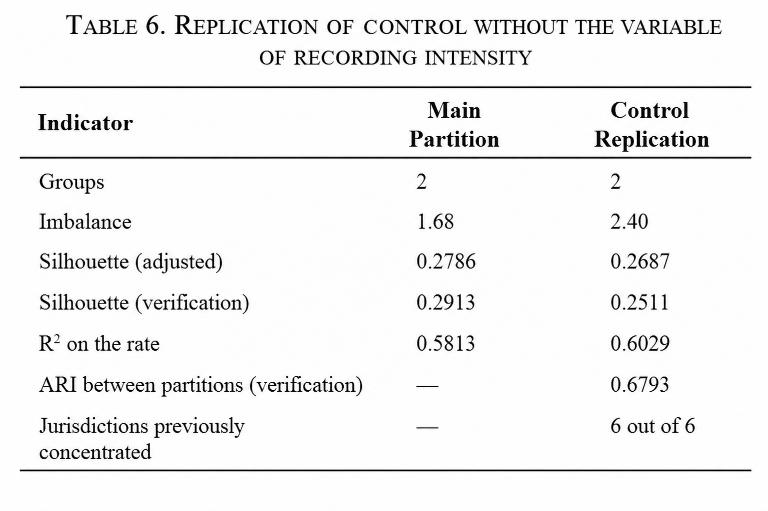 TABLE 6. REPLICATION OF CONTROL WITHOUT THE VARIABLE
OF RECORDING INTENSITY
Indicator Main Partition Control Replication
Groups 2 2
Imbalance 1.68 2.40
Silhouette (adjusted) 0.2786 0.2687
Silhouette (verification) 0.2913 0.2511
R² on the rate 0.5813 0.6029
ARI between partitions (verification) — 0.6793
Jurisdictions previously — 6 out of 6
concentrated